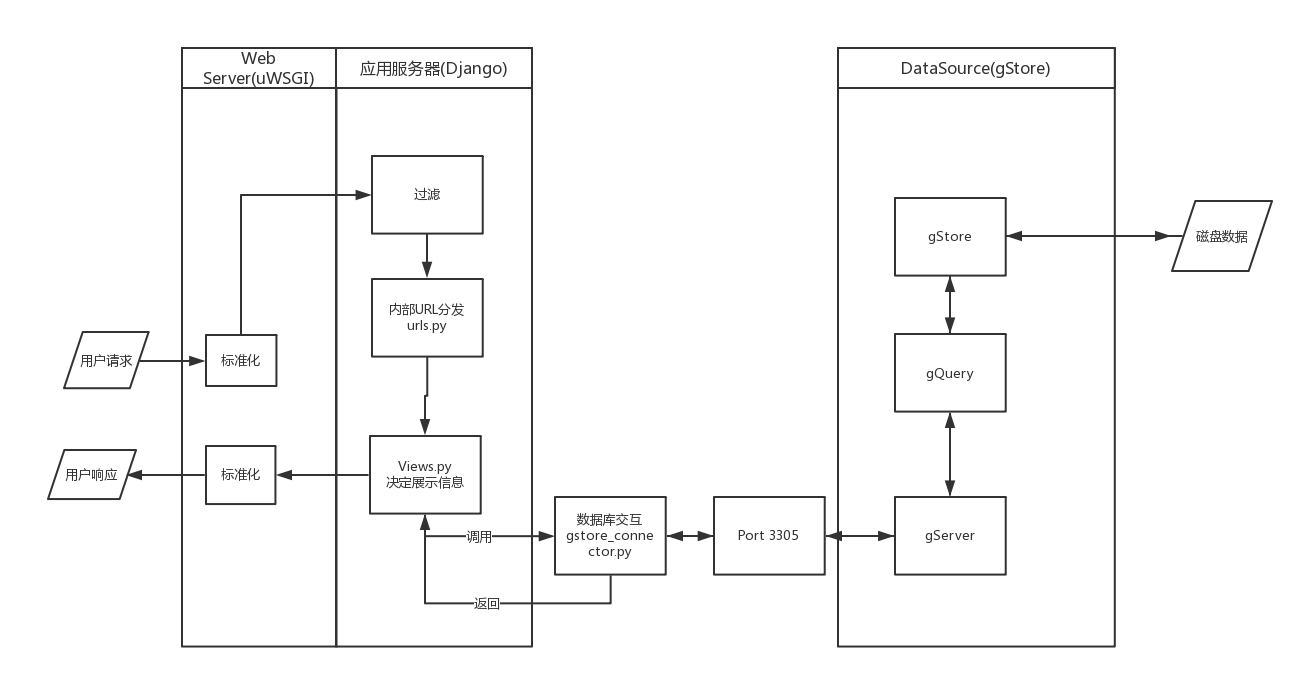 Web
Server(uWSGI)
应用服务器(Django)
DataSource(gStore)
过滤
内部URL分发
urls.py
用户请求
标准化
Views.py
决定展示信息
标准化
用户响应
调用
返回
数据库交互
gstore_conne
ctor.py
Port 3305
gStore
gQuery
gServer
磁盘数据